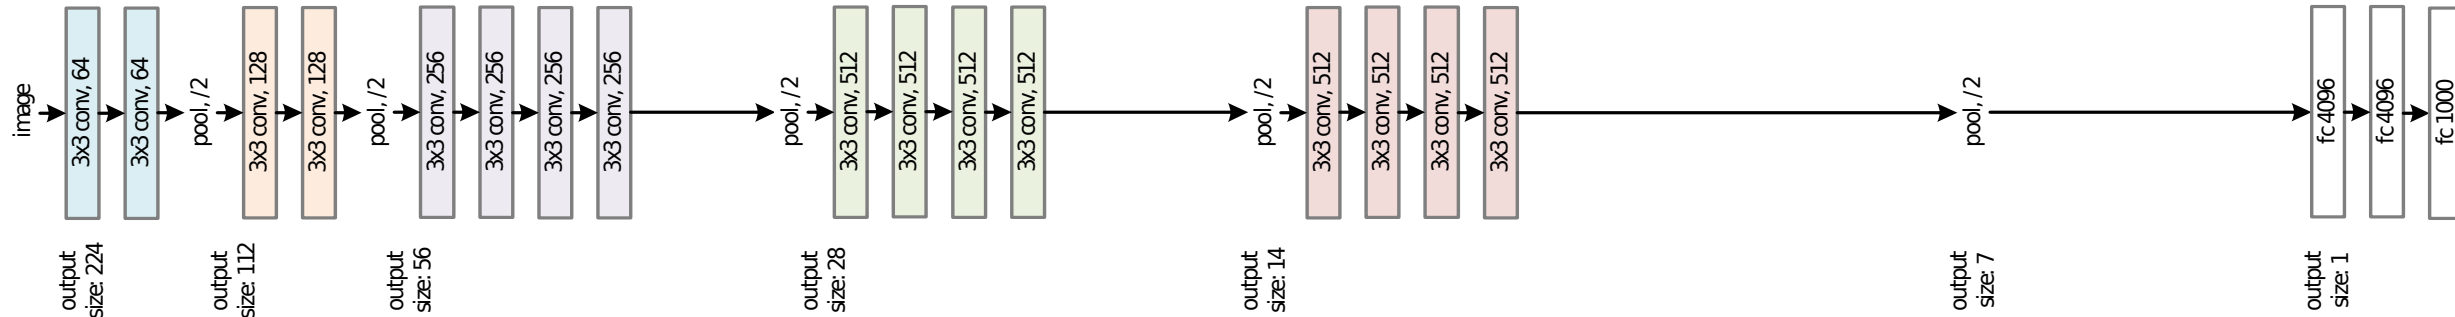 image
3x3 conv, 64
3x3 conv, 64
pool, /2
3x3 conv, 128
3x3 conv, 128
pool, /2
3x3 conv, 256
3x3 conv, 256
3x3 conv, 256
3x3 conv, 256
pool, /2
3x3 conv, 512
3x3 conv, 512
3x3 conv, 512
3x3 conv, 512
pool, /2
3x3 conv, 512
3x3 conv, 512
3x3 conv, 512
3x3 conv, 512
pool, /2
fc 4096
fc 4096
fc 1000
output
size: 224
output
size: 112
output
size: 56
output
size: 28
output
size: 14
output
size: 7
output
size: 1